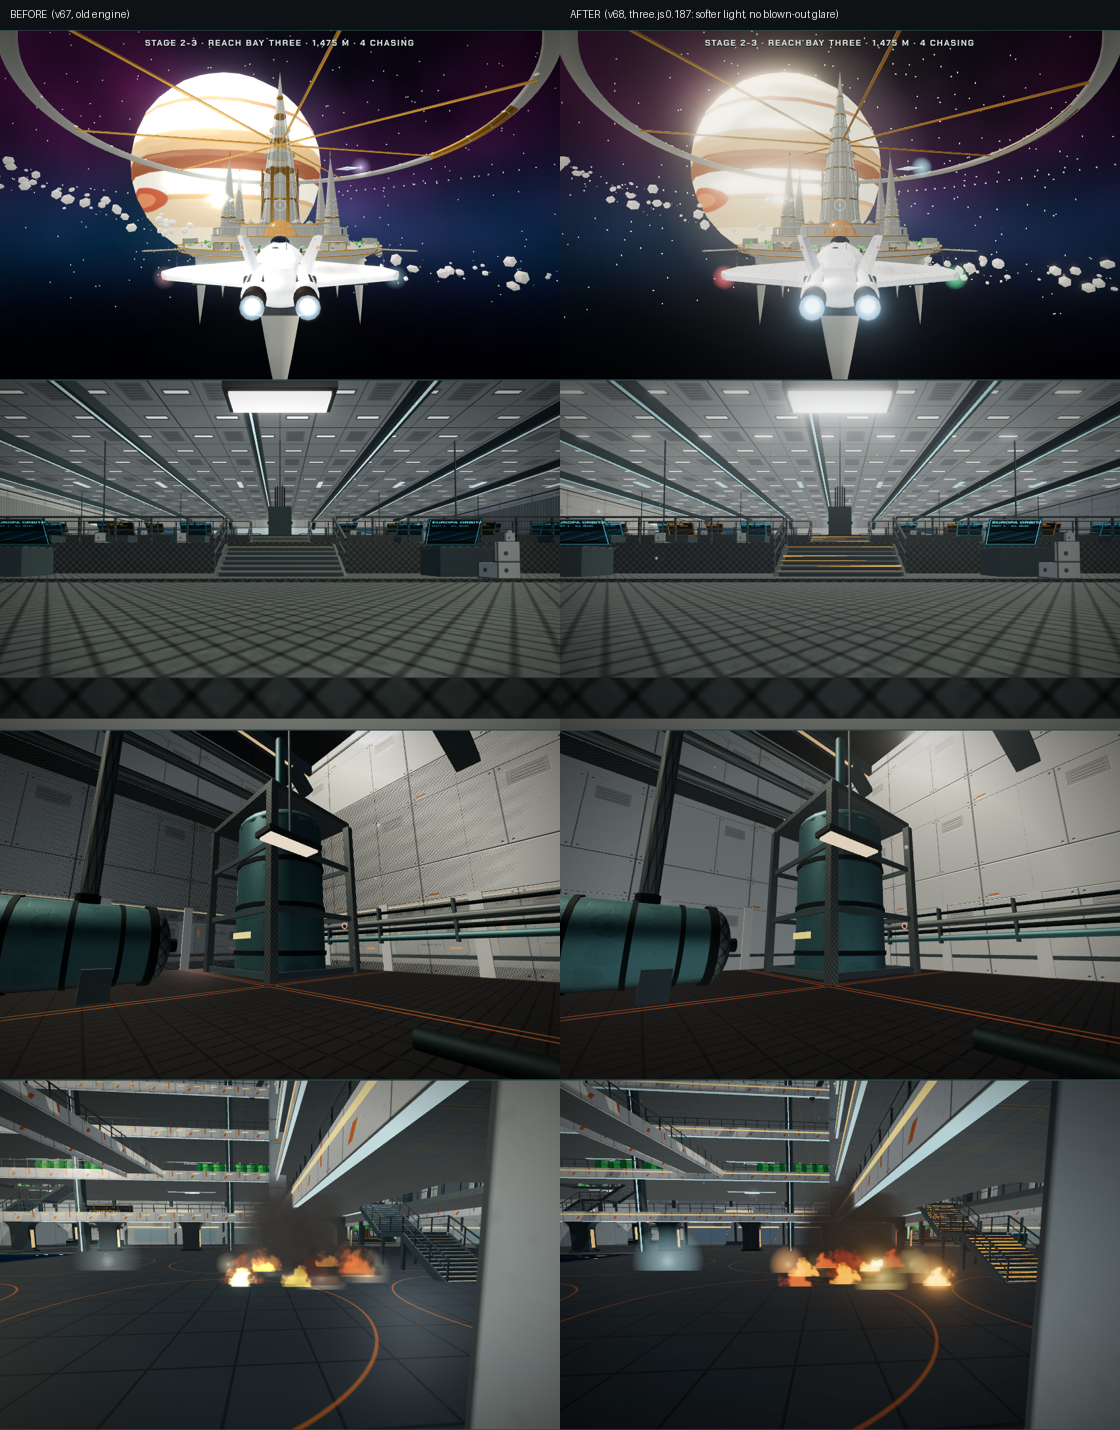 BEFORE (v67, old engine)
AFTER (v68, three.js 0.187: softer light, no blown-out glare)
STAGE 2-3 · REACH BAY THREE · 1,475 M · 4 CHASING
STAGE 2-3 · REACH BAY THREE · 1,475 M · 4 CHASING
EUROPA ORBIT
EUROPA ORBIT